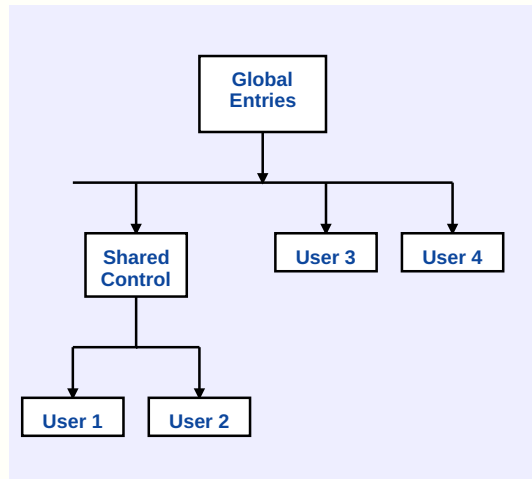 Global
Entries
Shared
Control
User 3
User 4
User 1
User 2